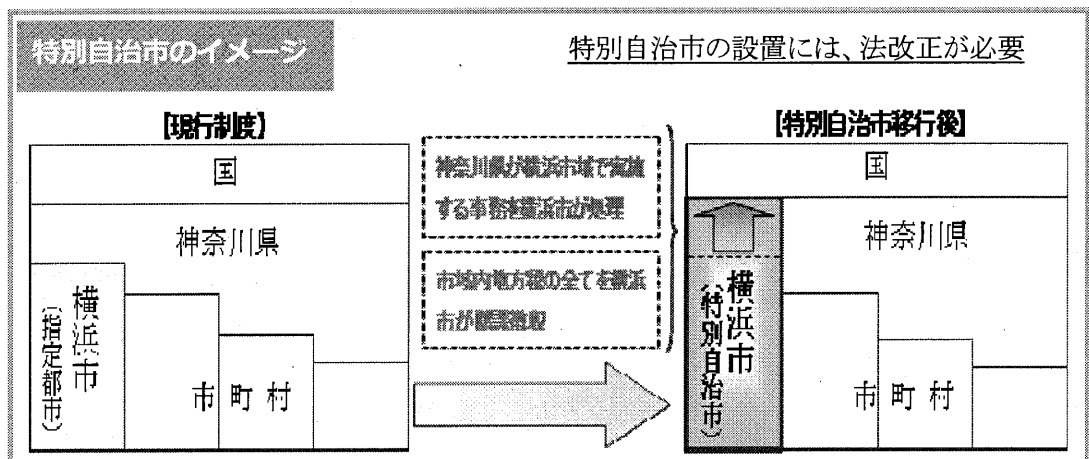 特別自治市のイメージ
特別自治市の設置には、法改正が必要
【現行制度】
国
神奈川県
横浜市
（指定都市）
市 町 村
神奈川県が横浜市域で実施
する事務を横浜市が処理
市域内地方税の全てを横浜
市が賦課徴収
【特別自治市移行後】
国
神奈川県
横浜市
（特別自治市）
市 町 村